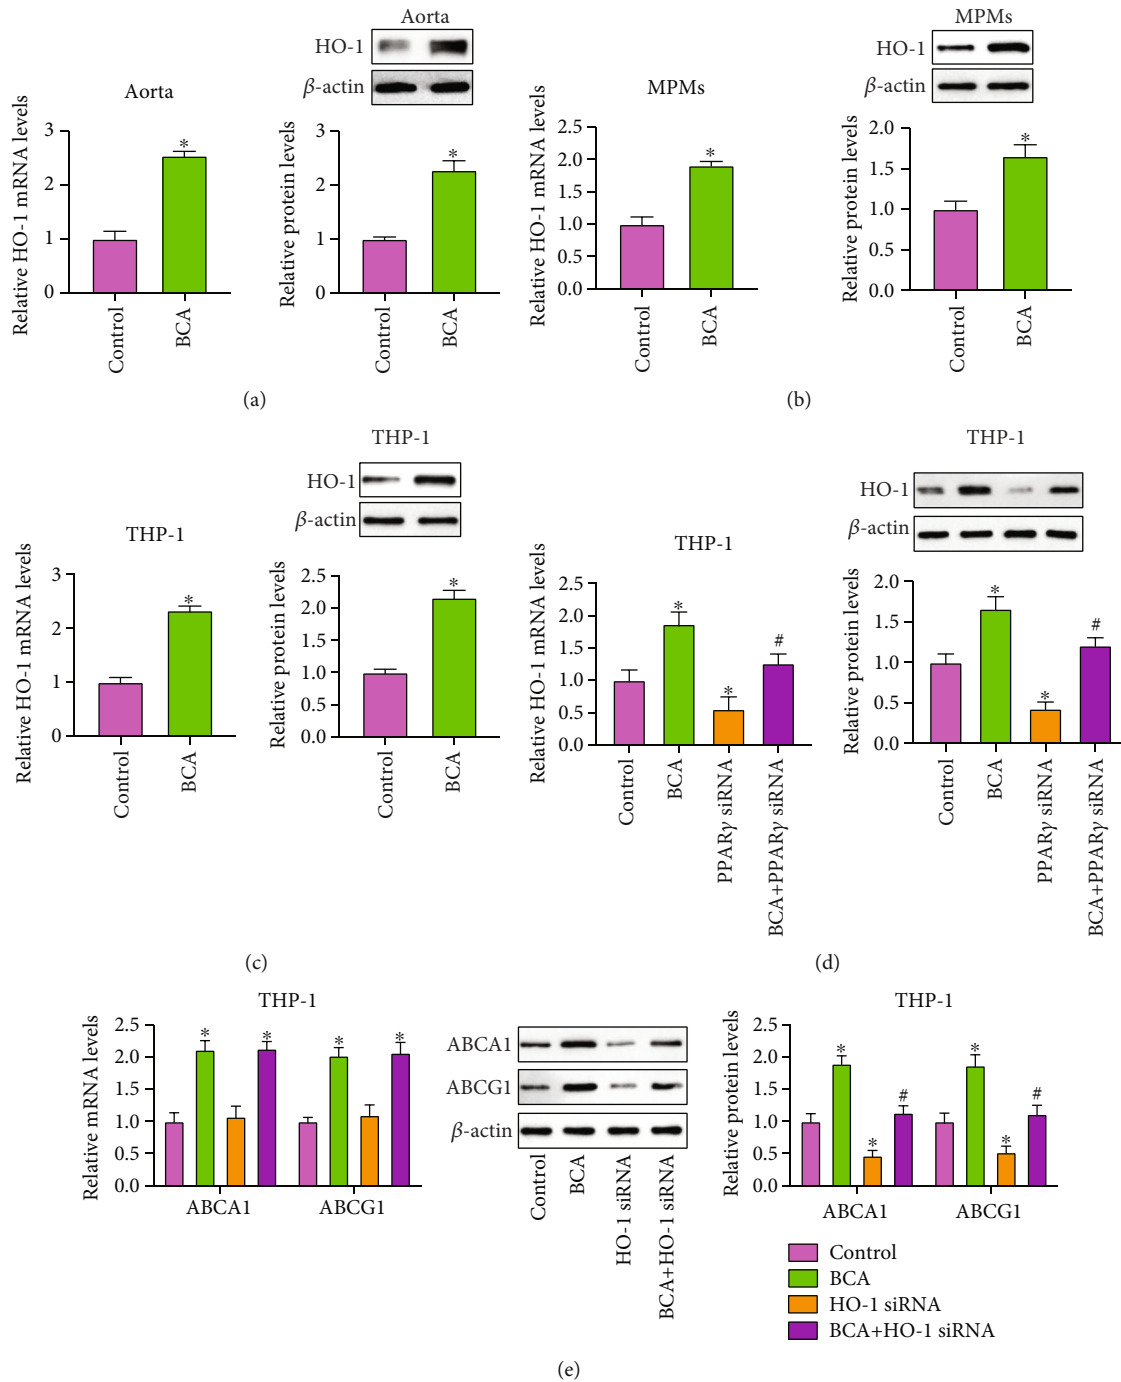 Aorta
Relative HO-1 mRNA levels
3
2
1
0
Control
BCA
*
Aorta
HO-1
β-actin
Relative protein levels
3
2
1
0
Control
BCA
*
(a)
MPMs
Relative HO-1 mRNA levels
2.5
2.0
1.5
1.0
0.5
0.0
Control
BCA
*
MPMs
HO-1
β-actin
Relative protein levels
2.0
1.5
1.0
0.5
0.0
Control
BCA
*
(b)
THP-1
Relative HO-1 mRNA levels
3
2
1
0
Control
BCA
*
THP-1
HO-1
β-actin
Relative protein levels
2.5
2.0
1.5
1.0
0.5
0.0
Control
BCA
*
(c)
THP-1
Relative HO-1 mRNA levels
2.5
2.0
1.5
1.0
0.5
0.0
Control
BCA
PPARγ siRNA
BCA+PPARγ siRNA
*
*
#
THP-1
HO-1
β-actin
Relative protein levels
2.0
1.5
1.0
0.5
0.0
Control
BCA
PPARγ siRNA
BCA+PPARγ siRNA
*
*
#
(d)
THP-1
Relative mRNA levels
2.5
2.0
1.5
1.0
0.5
0.0
* * * *
ABCA1 ABCG1
ABCA1
ABCG1
β-actin
Control
BCA
HO-1 siRNA
BCA+HO-1 siRNA
THP-1
Relative protein levels
2.5
2.0
1.5
1.0
0.5
0.0
* * # * * #
ABCA1 ABCG1
Control
BCA
HO-1 siRNA
BCA+HO-1 siRNA
(e)